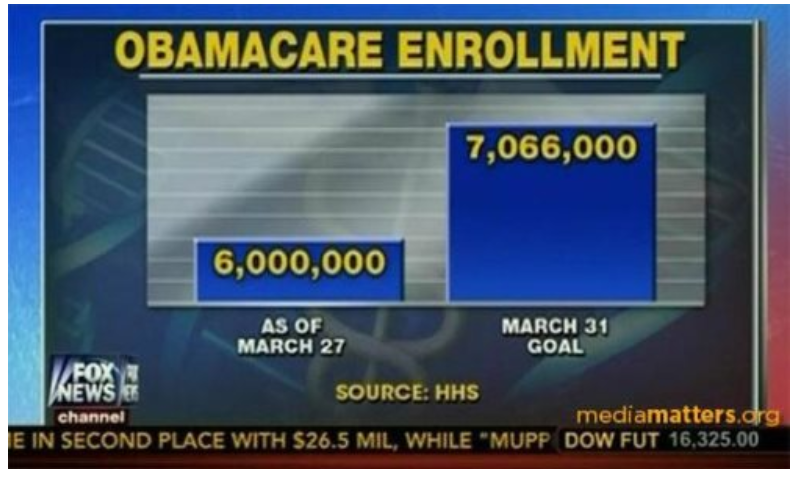 OBAMACARE ENROLLMENT
7,066,000
6,000,000
AS OF
MARCH 27
MARCH 31
GOAL
SOURCE: HHS
FOX
NEWS
channel
mediamatters.org
E IN SECOND PLACE WITH $26.5 MIL, WHILE "MUPP DOW FUT 16,325.00